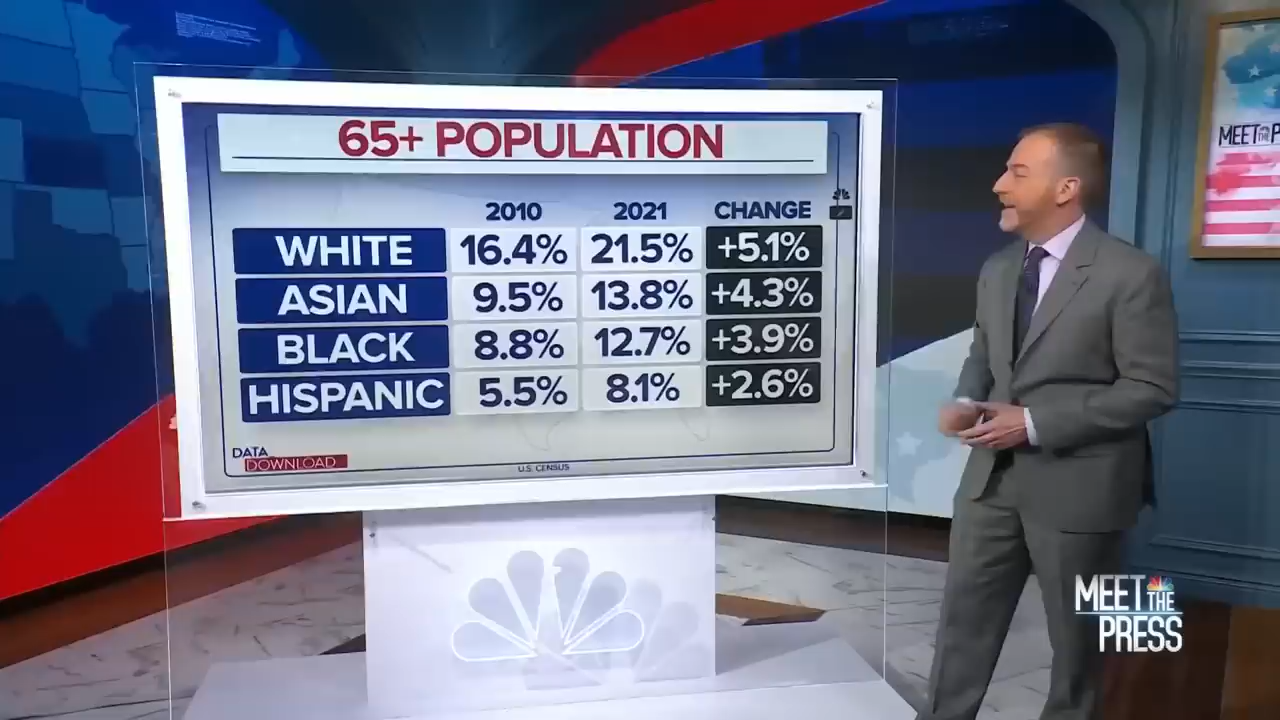 65+ POPULATION
2010 2021 CHANGE
WHITE 16.4% 21.5% +5.1%
ASIAN 9.5% 13.8% +4.3%
BLACK 8.8% 12.7% +3.9%
HISPANIC 5.5% 8.1% +2.6%
DATA
DOWNLOAD
U.S. CENSUS
MEET THE P
MEET THE
PRESS